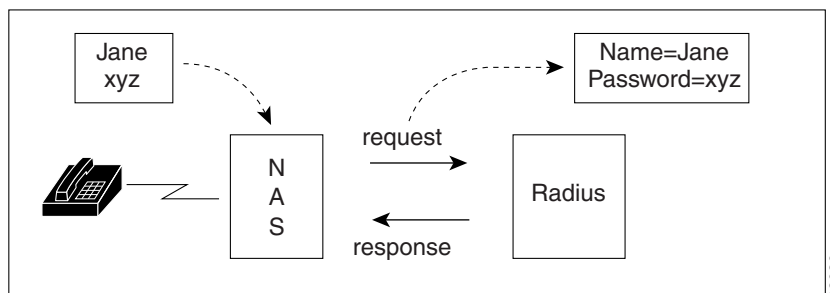 Jane
xyz
Name=Jane
Password=xyz
request
N
A
S
Radius
response